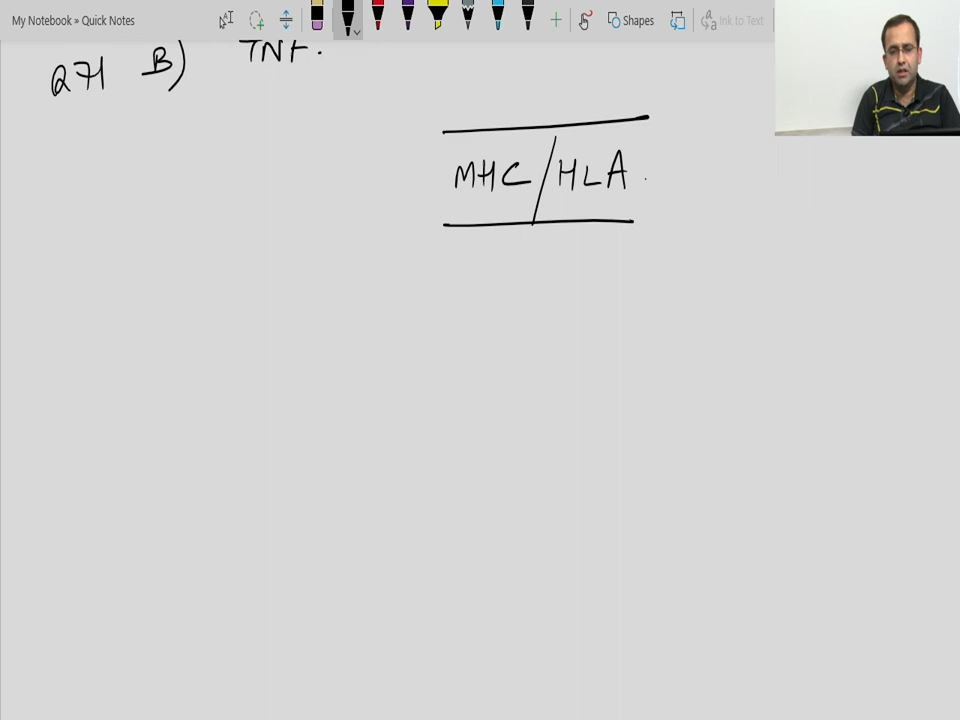 My Notebook » Quick Notes
Shapes
Ink to Text
Q71 B) TNF.
MHC/HLA.